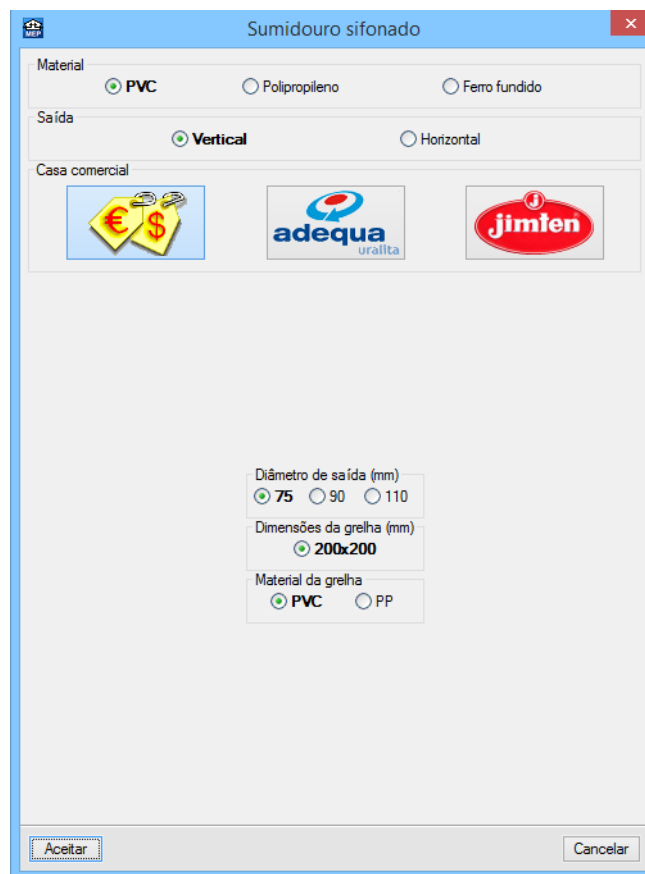 MEP
Sumidouro sifonado
Material
PVC Polipropileno Ferro fundido
Saída
Vertical Horizontal
Casa comercial
€ $
adequa
uralita
jimten
Diâmetro de saída (mm)
75 90 110
Dimensões da grelha (mm)
200x200
Material da grelha
PVC PP
Aceitar Cancelar